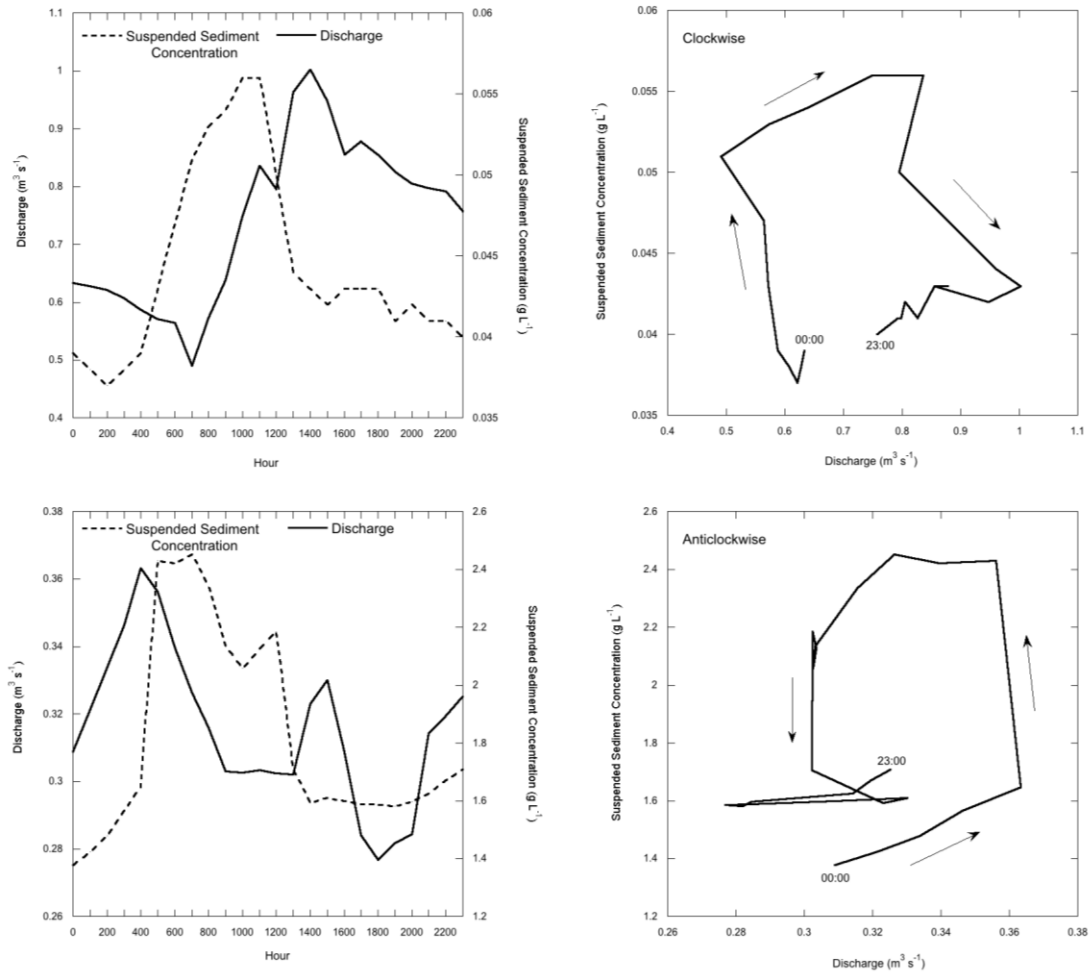 1.1
1
0.9
0.8
0.7
0.6
0.5
0.4
Discharge (m³ s⁻¹)
Suspended Sediment
Concentration
Discharge
0.06
0.055
0.05
0.045
0.04
0.035
Suspended Sediment Concentration (g L⁻¹)
0 200 400 600 800 1000 1200 1400 1600 1800 2000 2200
Hour
0.06
0.055
0.05
0.045
0.04
0.035
Suspended Sediment Concentration (g L⁻¹)
Clockwise
00:00
23:00
0.4 0.5 0.6 0.7 0.8 0.9 1 1.1
Discharge (m³ s⁻¹)
0.38
0.36
0.34
0.32
0.3
0.28
0.26
Discharge (m³ s⁻¹)
Suspended Sediment
Concentration
Discharge
2.6
2.4
2.2
2
1.8
1.6
1.4
1.2
Suspended Sediment Concentration (g L⁻¹)
0 200 400 600 800 1000 1200 1400 1600 1800 2000 2200
Hour
2.6
2.4
2.2
2
1.8
1.6
1.4
1.2
Suspended Sediment Concentration (g L⁻¹)
Anticlockwise
23:00
00:00
0.26 0.28 0.3 0.32 0.34 0.36 0.38
Discharge (m³ s⁻¹)